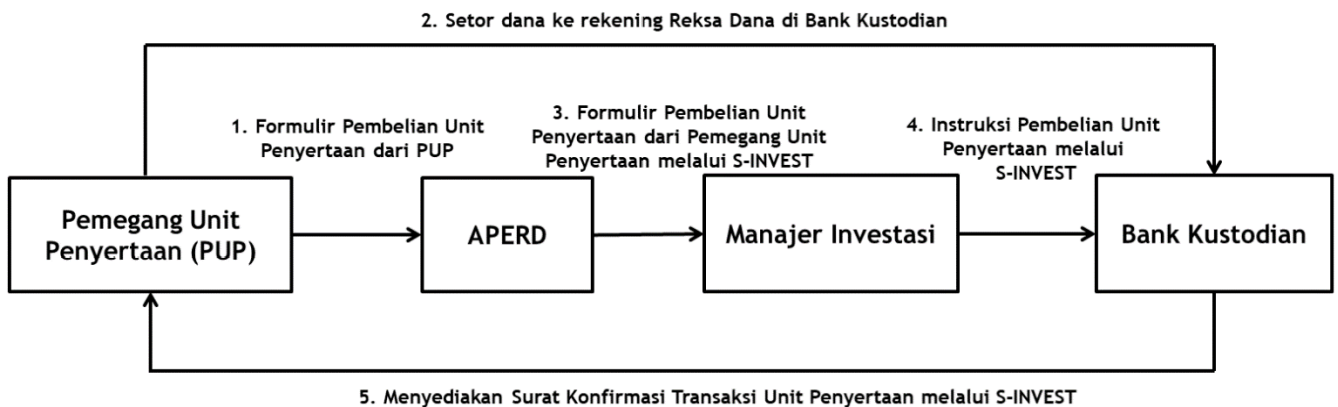 2. Setor dana ke rekening Reksa Dana di Bank Kustodian
1. Formulir Pembelian Unit
Penyertaan dari PUP
3. Formulir Pembelian Unit
Penyertaan dari Pemegang Unit
Penyertaan melalui S-INVEST
4. Instruksi Pembelian Unit
Penyertaan melalui
S-INVEST
Pemegang Unit
Penyertaan (PUP)
APERD
Manajer Investasi
Bank Kustodian
5. Menyediakan Surat Konfirmasi Transaksi Unit Penyertaan melalui S-INVEST